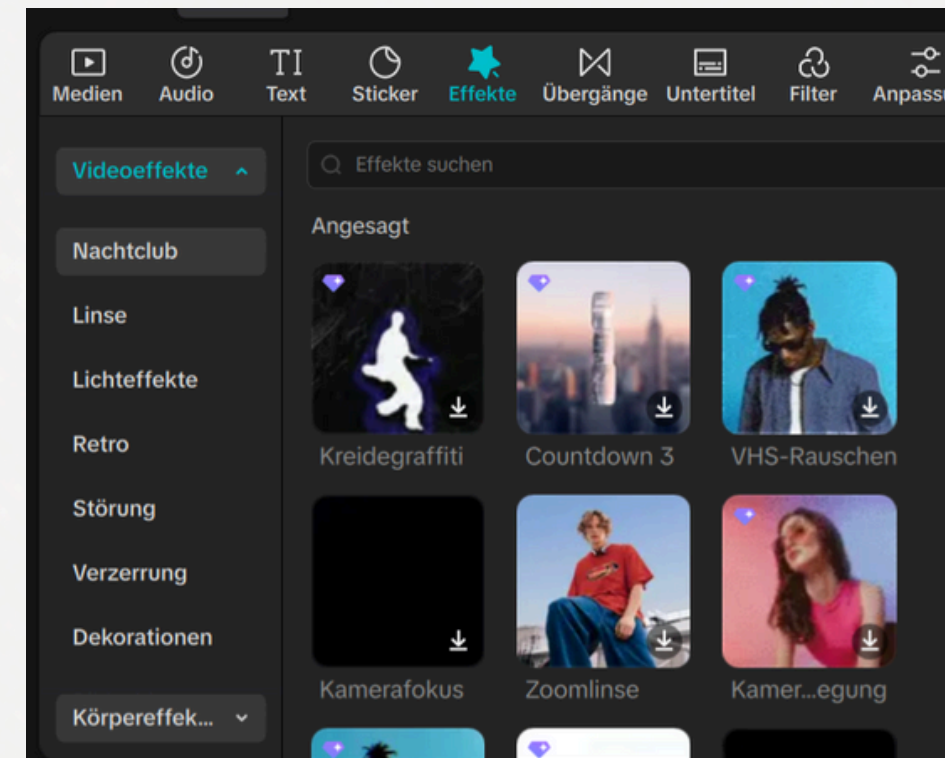 Medien Audio Text Sticker Effekte Übergänge Untertitel Filter Anpassu
Videoeffekte
Effekte suchen
Angesagt
Nachtclub
Linse
Lichteffekte
Retro
Störung
Verzerrung
Dekorationen
Körpereffek...
Kreidegraffiti Countdown 3 VHS-Rauschen
Kamerafokus Zoomlinse Kamer...egung